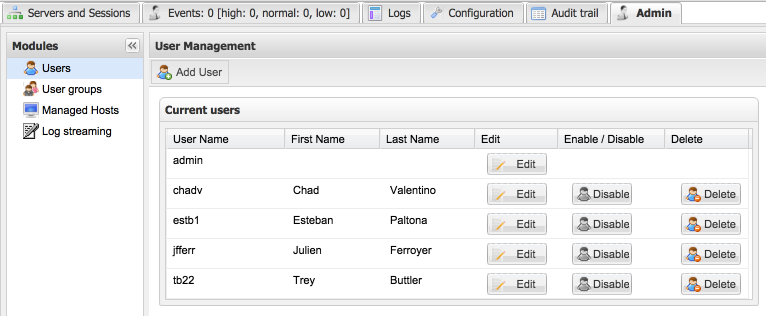 Servers and Sessions Events: 0 [high: 0, normal: 0, low: 0] Logs Configuration Audit trail Admin
Modules
Users
User groups
Managed Hosts
Log streaming
User Management
Add User
Current users
User Name First Name Last Name Edit Enable / Disable Delete
admin Edit
chadv Chad Valentino Edit Disable Delete
estb1 Esteban Paltona Edit Disable Delete
jfferr Julien Ferroyer Edit Disable Delete
tb22 Trey Buttler Edit Disable Delete